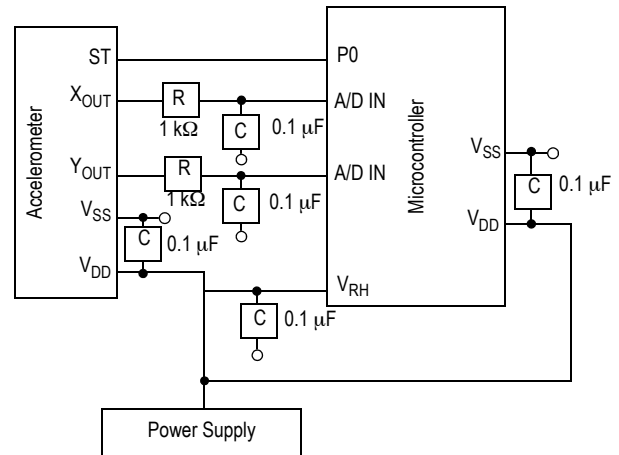 Accelerometer
ST
XOUT
R
1 kΩ
C
0.1 μF
YOUT
R
1 kΩ
C
0.1 μF
VSS
C
0.1 μF
VDD
P0
A/D IN
A/D IN
Microcontroller
VRH
C
0.1 μF
VSS
C
0.1 μF
VDD
Power Supply